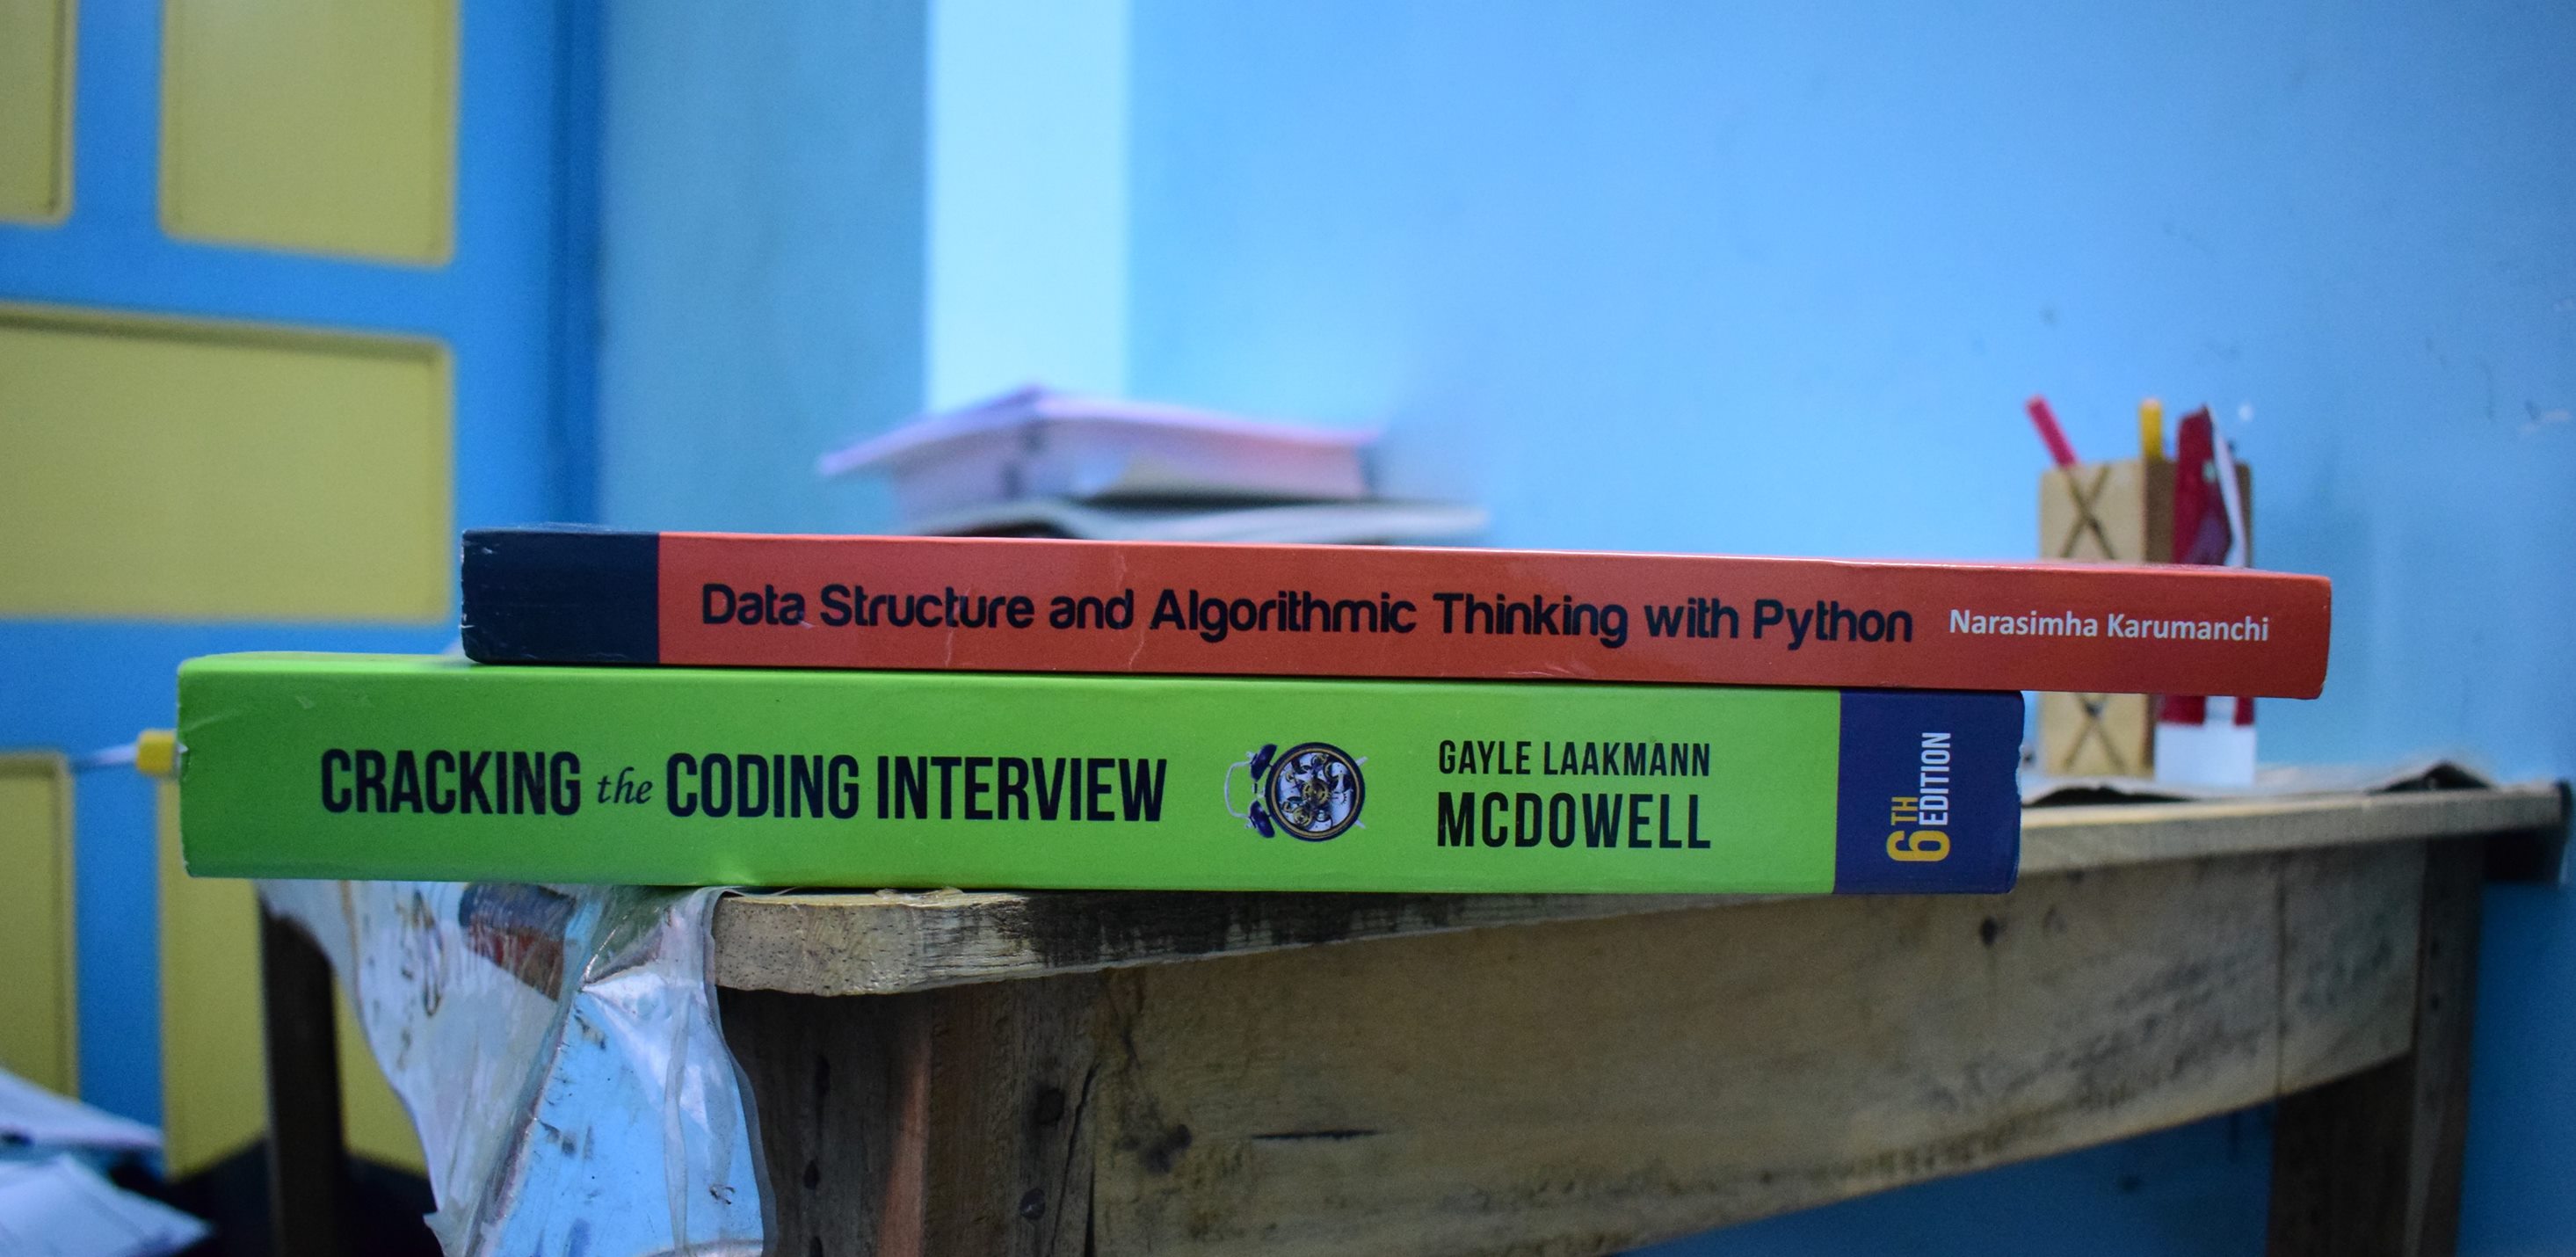 Data Structure and Algorithmic Thinking with Python Narasimha Karumanchi
CRACKING the CODING INTERVIEW
GAYLE LAAKMANN
MCDOWELL
6TH
EDITION